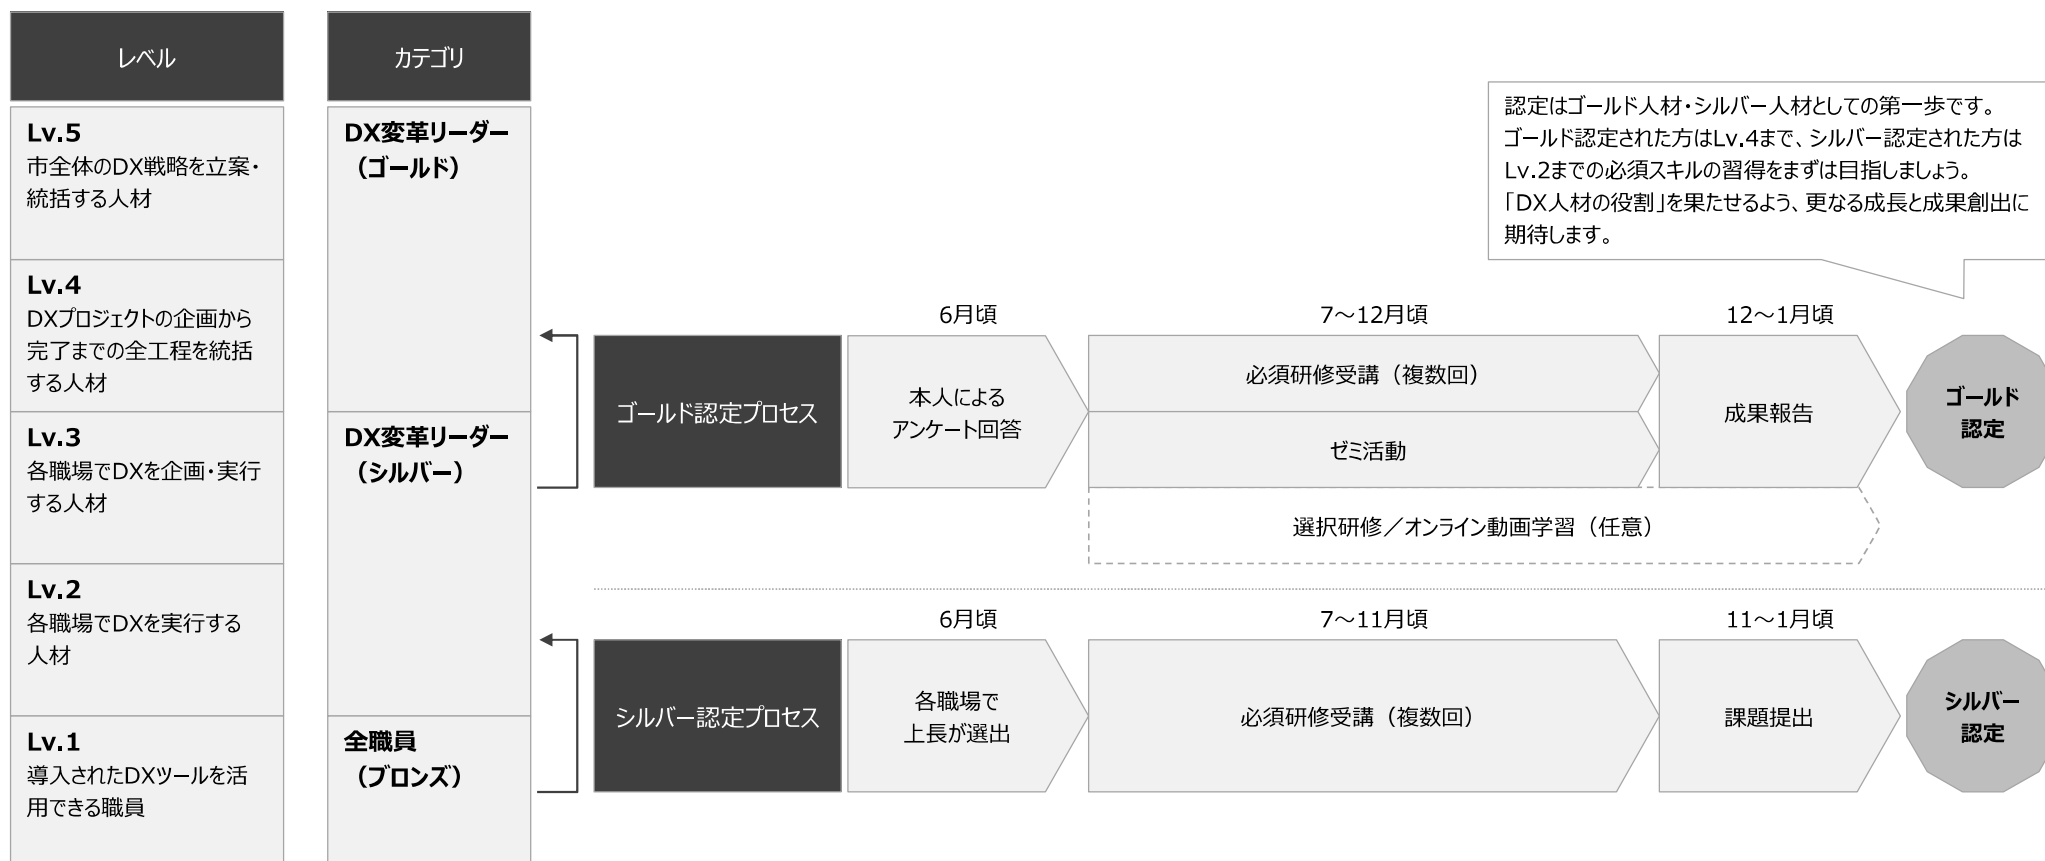 レベル
カテゴリ
Lv.5
市全体のDX戦略を立案・
統括する人材
Lv.4
DXプロジェクトの企画から
完了までの全工程を統括
する人材
Lv.3
各職場でDXを企画・実行
する人材
Lv.2
各職場でDXを実行する
人材
Lv.1
導入されたDXツールを活
用できる職員
DX変革リーダー
（ゴールド）
DX変革リーダー
（シルバー）
全職員
（ブロンズ）
認定はゴールド人材・シルバー人材としての第一歩です。
ゴールド認定された方はLv.4まで、シルバー認定された方は
Lv.2までの必須スキルの習得をまずは目指しましょう。
「DX人材の役割」を果たせるよう、更なる成長と成果創出に
期待します。
6月頃
7～12月頃
12～1月頃
ゴールド認定プロセス
本人による
アンケート回答
必須研修受講（複数回）
ゼミ活動
成果報告
ゴールド
認定
選択研修／オンライン動画学習（任意）
6月頃
7～11月頃
11～1月頃
シルバー認定プロセス
各職場で
上長が選出
必須研修受講（複数回）
課題提出
シルバー
認定